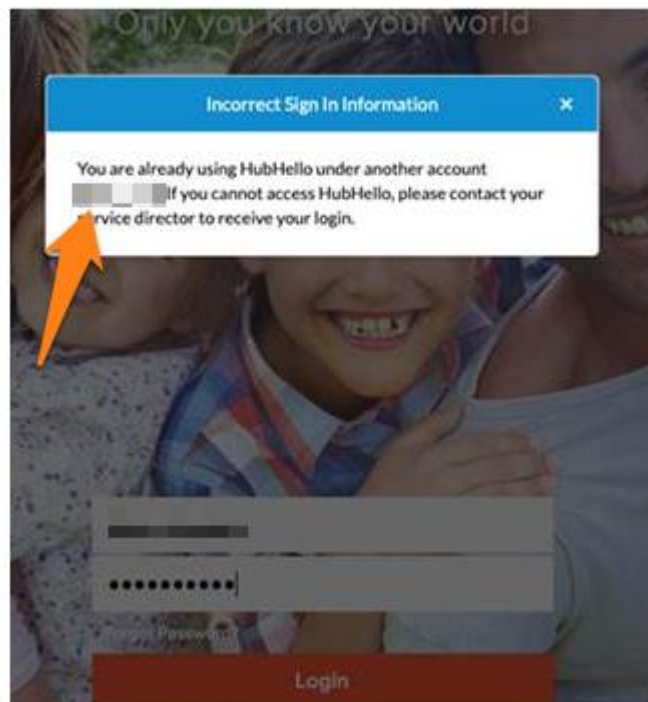 Only you know your world
Incorrect Sign In Information ×
You are already using HubHello under another account
If you cannot access HubHello, please contact your
service director to receive your login.
••••••••••
Forgot Password
Login